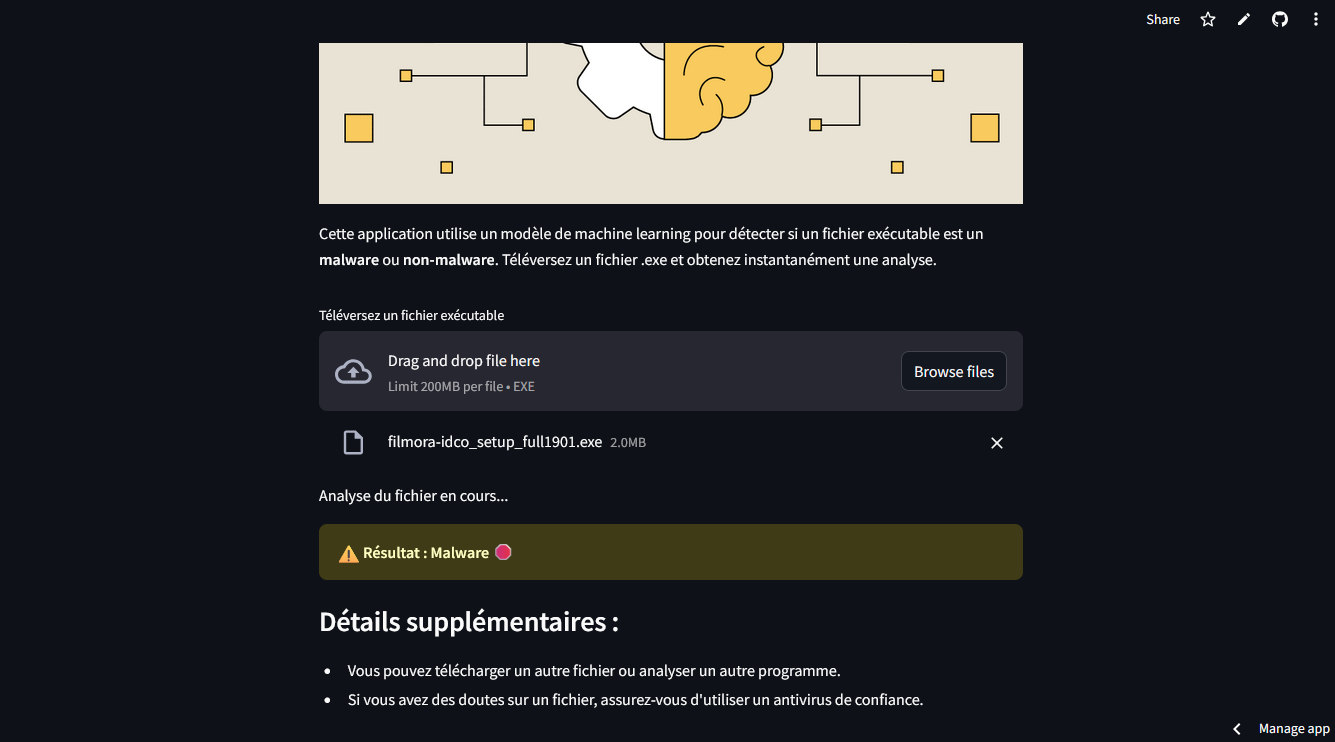 Share
Cette application utilise un modèle de machine learning pour détecter si un fichier exécutable est un
malware ou non-malware. Téléversez un fichier .exe et obtenez instantanément une analyse.
Téléversez un fichier exécutable
Drag and drop file here
Limit 200MB per file • EXE
Browse files
filmora-idco_setup_full1901.exe 2.0MB
Analyse du fichier en cours...
Résultat : Malware
Détails supplémentaires :
• Vous pouvez télécharger un autre fichier ou analyser un autre programme.
• Si vous avez des doutes sur un fichier, assurez-vous d'utiliser un antivirus de confiance.
Manage app